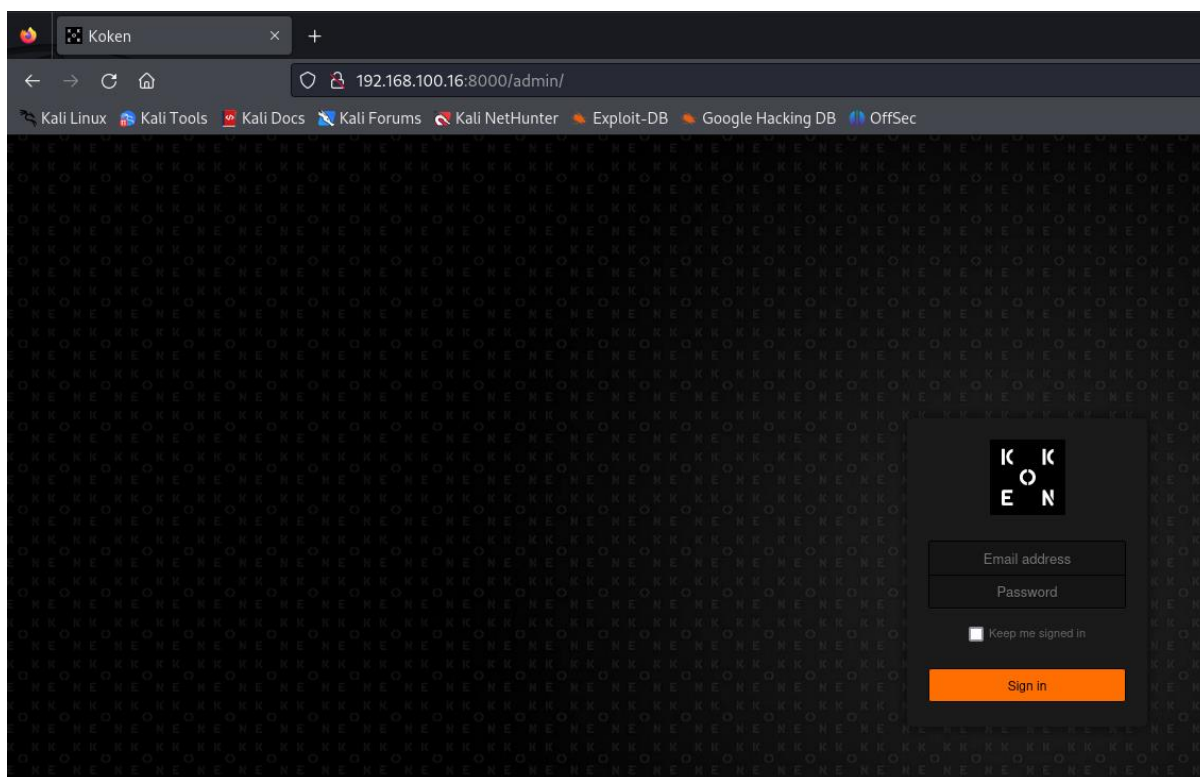 Koken
192.168.100.16:8000/admin/
Kali Linux Kali Tools Kali Docs Kali Forums Kali NetHunter Exploit-DB Google Hacking DB OffSec
K K
O
E N
Email address
Password
Keep me signed in
Sign in